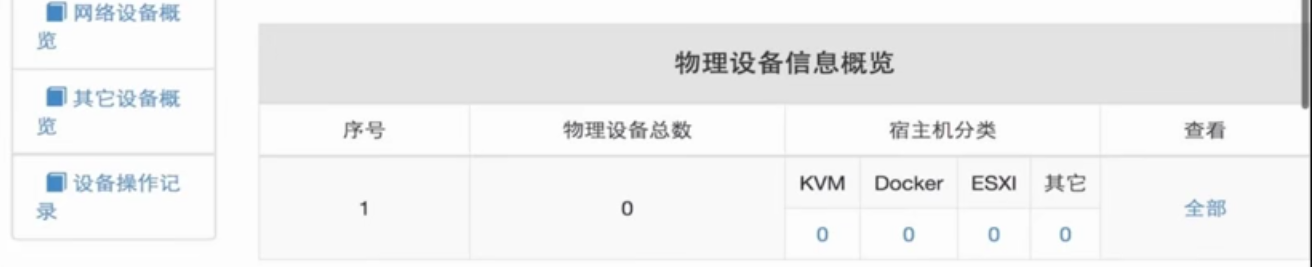 网络设备概
览
其它设备概
览
设备操作记
录
物理设备信息概览
序号 物理设备总数 宿主机分类 查看
KVM Docker ESXI 其它
1 0 全部
0 0 0 0